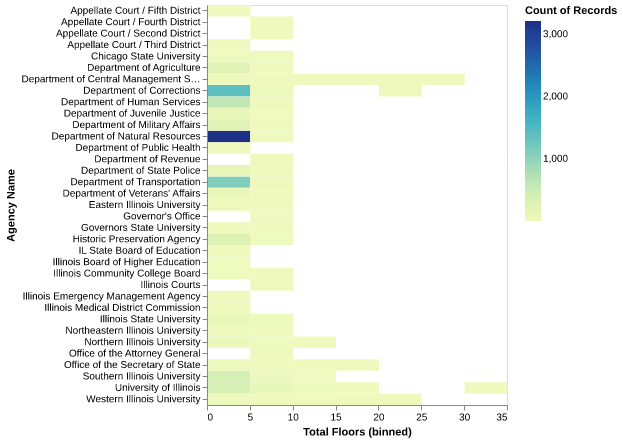 Count of Records
3,000
2,000
1,000
Agency Name
Appellate Court / Fifth District
Appellate Court / Fourth District
Appellate Court / Second District
Appellate Court / Third District
Chicago State University
Department of Agriculture
Department of Central Management S…
Department of Corrections
Department of Human Services
Department of Juvenile Justice
Department of Military Affairs
Department of Natural Resources
Department of Public Health
Department of Revenue
Department of State Police
Department of Transportation
Department of Veterans' Affairs
Eastern Illinois University
Governor's Office
Governors State University
Historic Preservation Agency
IL State Board of Education
Illinois Board of Higher Education
Illinois Community College Board
Illinois Courts
Illinois Emergency Management Agency
Illinois Medical District Commission
Illinois State University
Northeastern Illinois University
Northern Illinois University
Office of the Attorney General
Office of the Secretary of State
Southern Illinois University
University of Illinois
Western Illinois University
0 5 10 15 20 25 30 35
Total Floors (binned)